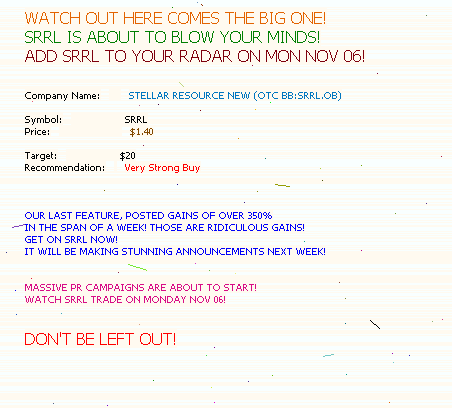 WATCH OUT HERE COMES THE BIG ONE!
SRRL IS ABOUT TO BLOW YOUR MINDS!
ADD SRRL TO YOUR RADAR ON MON NOV 06!
Company Name: STELLAR RESOURCE NEW (OTC BB:SRRL.OB)
Symbol: SRRL
Price: $1.40
Target: $20
Recommendation: Very Strong Buy
OUR LAST FEATURE, POSTED GAINS OF OVER 350%
IN THE SPAN OF A WEEK! THOSE ARE RIDICULOUS GAINS!
GET ON SRRL NOW!
IT WILL BE MAKING STUNNING ANNOUNCEMENTS NEXT WEEK!
MASSIVE PR CAMPAIGNS ARE ABOUT TO START!
WATCH SRRL TRADE ON MONDAY NOV 06!
DON'T BE LEFT OUT!